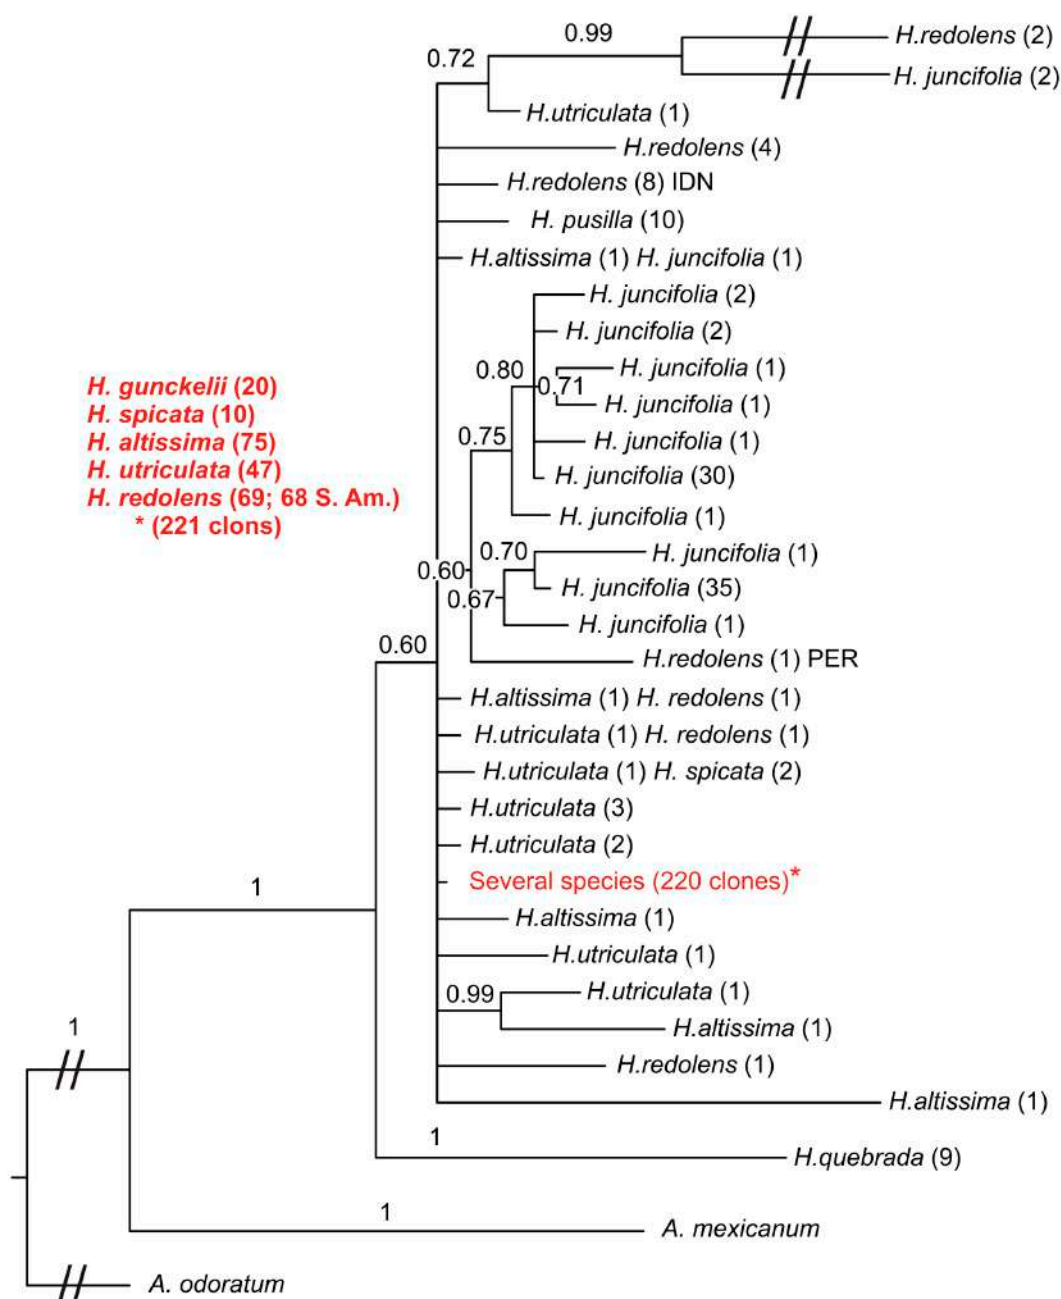 0.99
H.redolens (2)
0.72
H. juncifolia (2)
H.utriculata (1)
H.redolens (4)
H.redolens (8) IDN
H. pusilla (10)
H.altissima (1) H. juncifolia (1)
H. juncifolia (2)
H. juncifolia (2)
0.80
H. juncifolia (1)
0.71
H. juncifolia (1)
0.75
H. juncifolia (1)
H. juncifolia (30)
H. juncifolia (1)
H. gunckelii (20)
H. spicata (10)
H. altissima (75)
H. utriculata (47)
H. redolens (69; 68 S. Am.)
* (221 clons)
0.70
H. juncifolia (1)
0.60
H. juncifolia (35)
0.67
H. juncifolia (1)
0.60
H.redolens (1) PER
H.altissima (1) H. redolens (1)
H.utriculata (1) H. redolens (1)
H.utriculata (1) H. spicata (2)
H.utriculata (3)
H.utriculata (2)
Several species (220 clones)*
1
H.altissima (1)
H.utriculata (1)
0.99
H.utriculata (1)
H.altissima (1)
1
H.redolens (1)
H.altissima (1)
1
H.quebrada (9)
1
A. mexicanum
A. odoratum